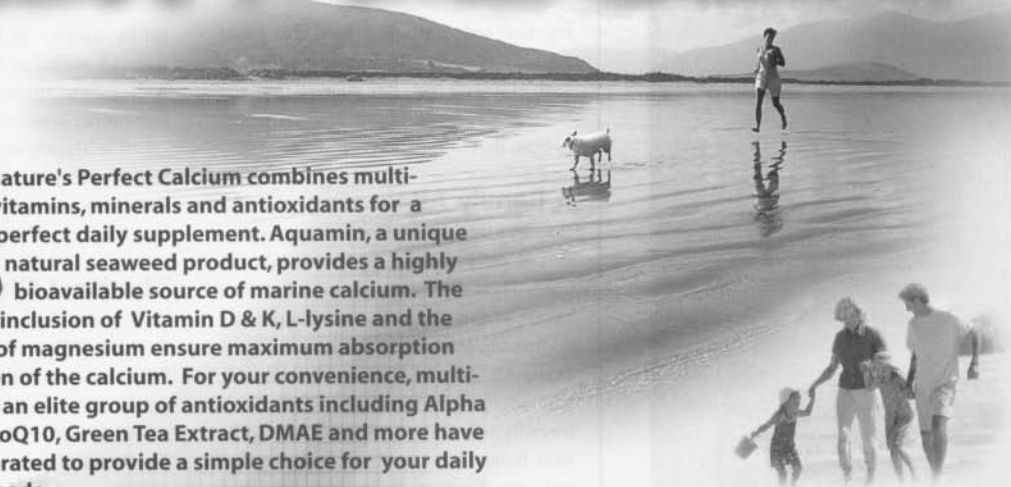 ature's Perfect Calcium combines multi-
vitamins, minerals and antioxidants for a
perfect daily supplement. Aquamin, a unique
natural seaweed product, provides a highly
bioavailable source of marine calcium. The
inclusion of Vitamin D & K, L-lysine and the
of magnesium ensure maximum absorption
n of the calcium. For your convenience, multi-
an elite group of antioxidants including Alpha
oQ10, Green Tea Extract, DMAE and more have
rated to provide a simple choice for your daily